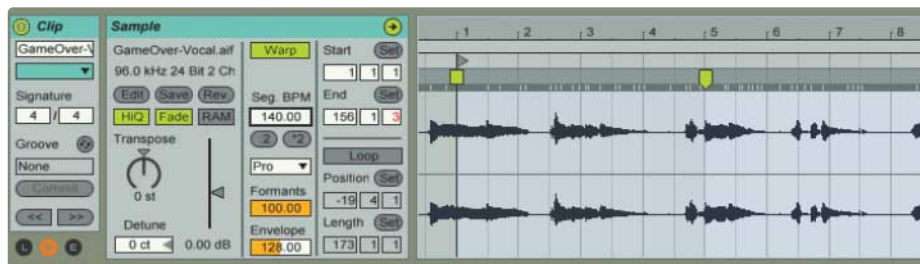 Clip
GameOver-V
Signature
4 / 4
Groove
None
Commit
<< >>
L E
Sample
GameOver-Vocal.aif
96.0 kHz 24 Bit 2 Ch
Edit Save Rev
HiQ Fade RAM
Transpose
0 st
Detune
0 ct 0.00 dB
Warp
Seg. BPM
140.00
:2 *2
Pro
Formants
100.00
Envelope
128.00
Start Set
1 1 1
End Set
156 1 3
Loop
Position Set
-19 4 1
Length Set
173 1 1
1 2 3 4 5 6 7 8